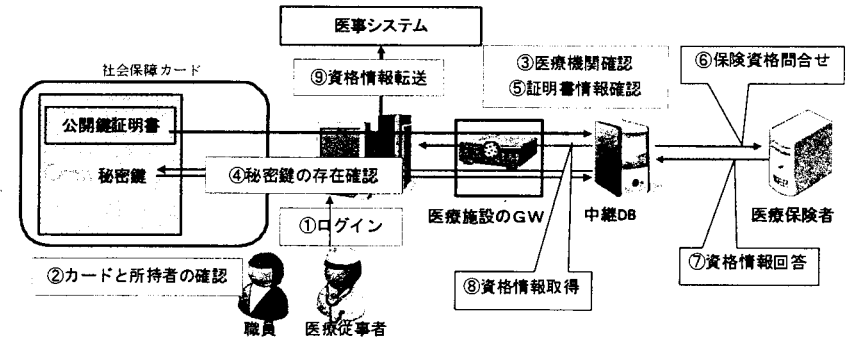 医事システム
社会保障カード
⑨資格情報転送
③医療機関確認
⑤証明書情報確認
⑥保険資格問合せ
公開鍵証明書
秘密鍵
④秘密鍵の存在確認
医療施設のGW
中継DB
医療保険者
①ログイン
②カードと所持者の確認
⑧資格情報取得
⑦資格情報回答
職員
医療従事者